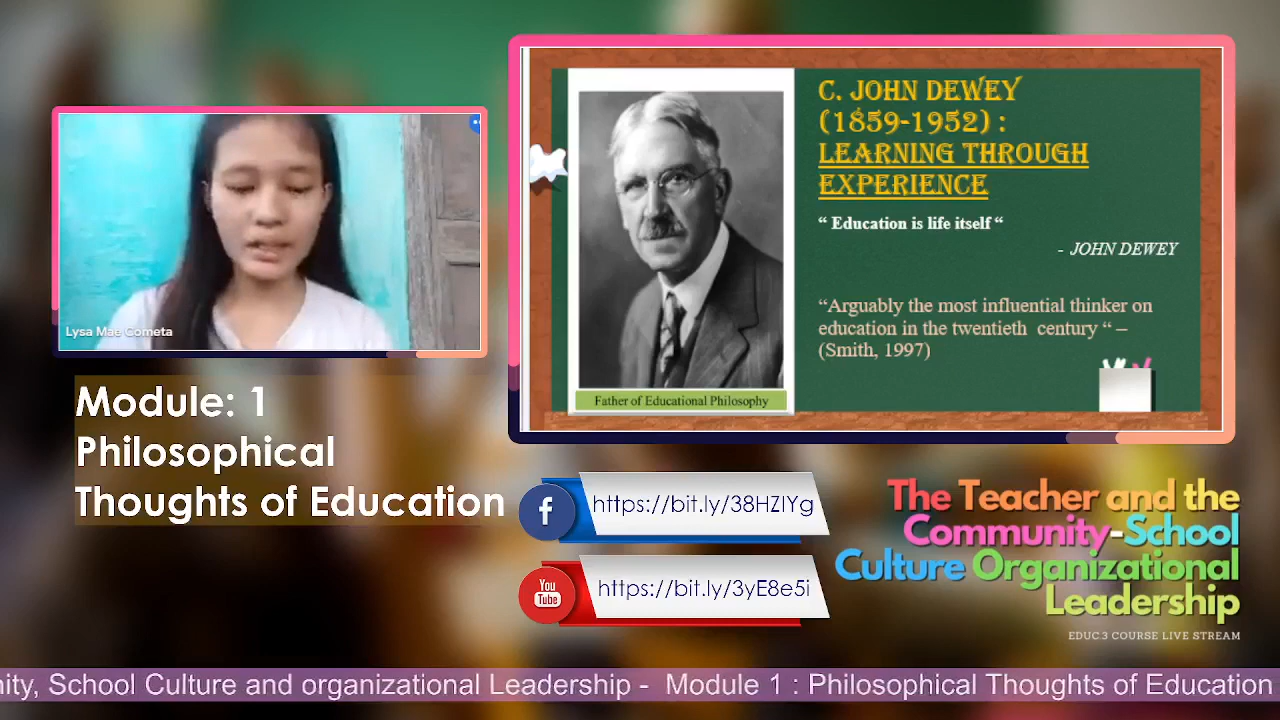 Lysa Mae Cometa
Module: 1
Philosophical
Thoughts of Education
C. JOHN DEWEY
(1859-1952) :
LEARNING THROUGH
EXPERIENCE
“ Education is life itself “
- JOHN DEWEY
“Arguably the most influential thinker on
education in the twentieth century “ –
(Smith, 1997)
Father of Educational Philosophy
f
https://bit.ly/38HZIYg
You
Tube
https://bit.ly/3yE8e5i
The Teacher and the
Community-School
Culture Organizational
Leadership
EDUC.3 COURSE LIVE STREAM
nity, School Culture and organizational Leadership - Module 1 : Philosophical Thoughts of Education